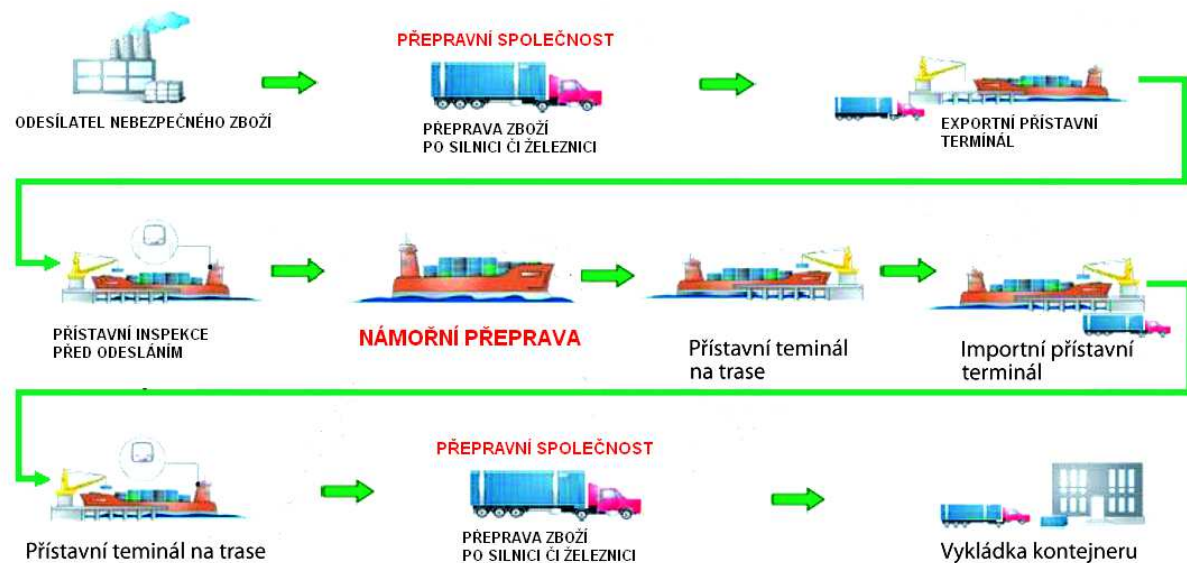 PŘEPRAVNÍ SPOLEČNOST
ODESÍLATEL NEBEZPEČNÉHO ZBOŽÍ
PŘEPRAVA ZBOŽÍ
PO SILNICI ČI ŽELEZNICI
EXPORTNÍ PŘÍSTAVNÍ
TERMÍNÁL
PŘÍSTAVNÍ INSPEKCE
PŘED ODESLÁNÍM
NÁMOŘNÍ PŘEPRAVA
Přístavní teminál
na trase
Importní přístavní
terminál
Přístavní teminál na trase
PŘEPRAVNÍ SPOLEČNOST
PŘEPRAVA ZBOŽÍ
PO SILNICI ČI ŽELEZNICI
Vykládka kontejneru